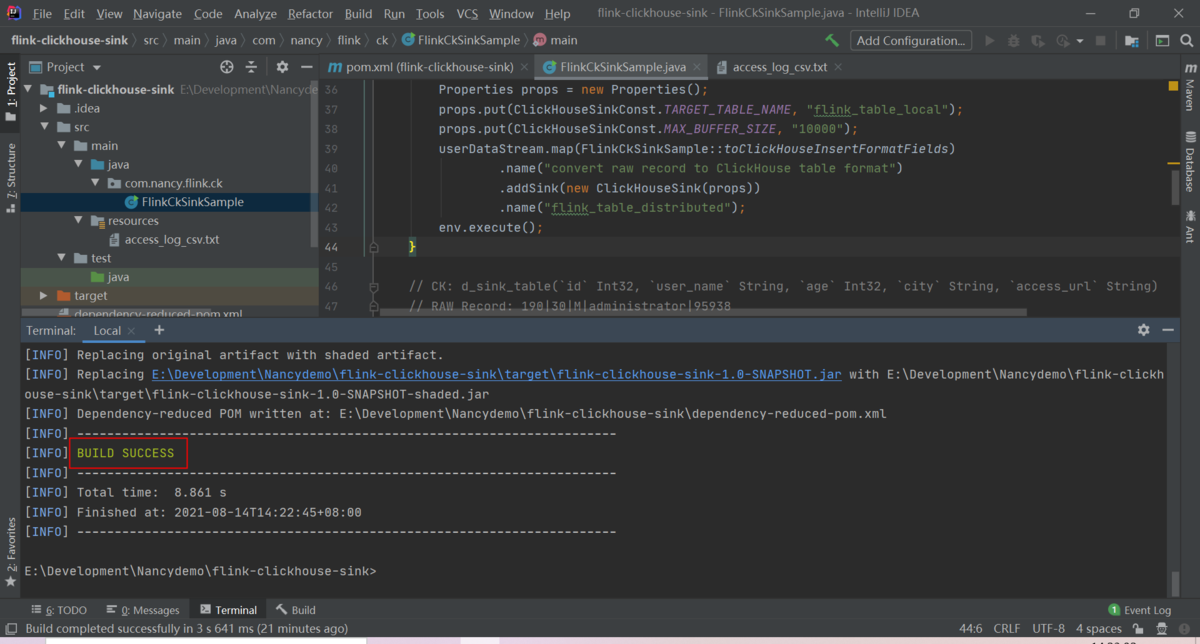 File Edit View Navigate Code Analyze Refactor Build Run Tools VCS Window Help flink-clickhouse-sink - FlinkCkSinkSample.java - IntelliJ IDEA
flink-clickhouse-sink src main java com nancy flink ck FlinkCkSinkSample main Add Configuration...
Project
pom.xml (flink-clickhouse-sink) FlinkCkSinkSample.java access_log_csv.txt
1: Project
7: Structure
2: Favorites
flink-clickhouse-sink E:\Development\Nancyde
.idea
src
main
java
com.nancy.flink.ck
FlinkCkSinkSample
resources
access_log_csv.txt
test
java
target
dependency-reduced-pom.xml
36 Properties props = new Properties();
37 props.put(ClickHouseSinkConst.TARGET_TABLE_NAME, "flink_table_local");
38 props.put(ClickHouseSinkConst.MAX_BUFFER_SIZE, "10000");
39 userDataStream.map(FlinkCkSinkSample::toClickHouseInsertFormatFields)
40 .name("convert raw record to ClickHouse table format")
41 .addSink(new ClickHouseSink(props))
42 .name("flink_table_distributed");
43 env.execute();
44 }
45
46 // CK: d_sink_table(`id` Int32, `user_name` String, `age` Int32, `city` String, `access_url` String)
47 // RAW Record: 190|30|M|administrator|95938
m Maven
Database
Ant
Terminal: Local +
[INFO] Replacing original artifact with shaded artifact.
[INFO] Replacing E:\Development\Nancydemo\flink-clickhouse-sink\target\flink-clickhouse-sink-1.0-SNAPSHOT.jar with E:\Development\Nancydemo\flink-clickh
ouse-sink\target\flink-clickhouse-sink-1.0-SNAPSHOT-shaded.jar
[INFO] Dependency-reduced POM written at: E:\Development\Nancydemo\flink-clickhouse-sink\dependency-reduced-pom.xml
[INFO] ------------------------------------------------------------------------
[INFO] BUILD SUCCESS
[INFO] ------------------------------------------------------------------------
[INFO] Total time:  8.861 s
[INFO] Finished at: 2021-08-14T14:22:45+08:00
[INFO] ------------------------------------------------------------------------
E:\Development\Nancydemo\flink-clickhouse-sink>
6: TODO 0: Messages Terminal Build 1 Event Log
Build completed successfully in 3 s 641 ms (21 minutes ago) 44:6 CRLF UTF-8 4 spaces